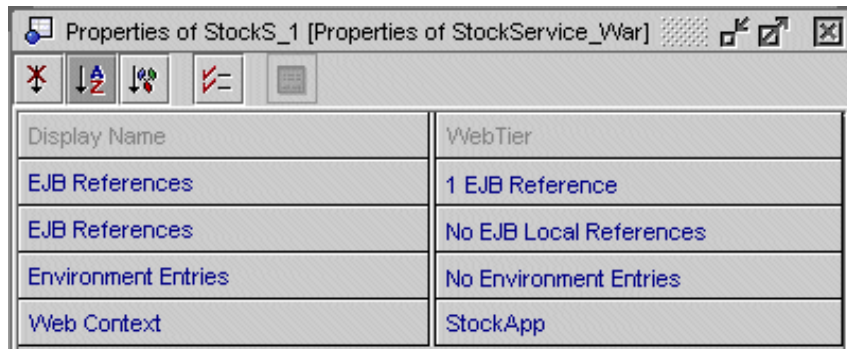 Properties of StockS_1 [Properties of StockService_War]
Display Name WebTier
EJB References 1 EJB Reference
EJB References No EJB Local References
Environment Entries No Environment Entries
Web Context StockApp